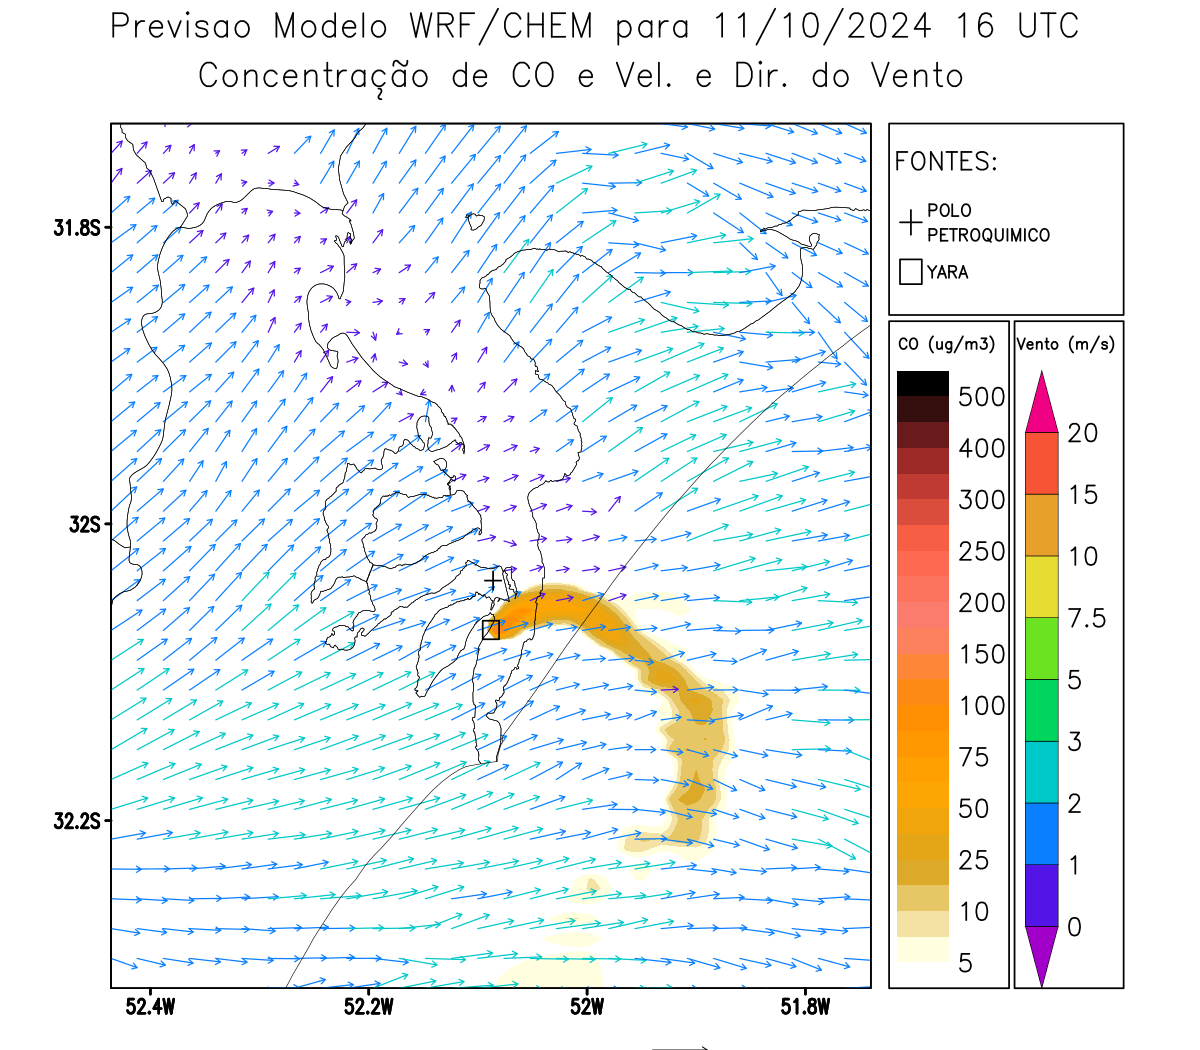 Previsao Modelo WRF/CHEM para 11/10/2024 16 UTC
Concentração de CO e Vel. e Dir. do Vento
FONTES:
POLO
PETROQUIMICO
YARA
31.8S
32S
32.2S
52.4W
52.2W
52W
51.8W
CO (ug/m3)
500
400
300
250
200
150
100
75
50
25
10
5
Vento (m/s)
20
15
10
7.5
5
3
2
1
0